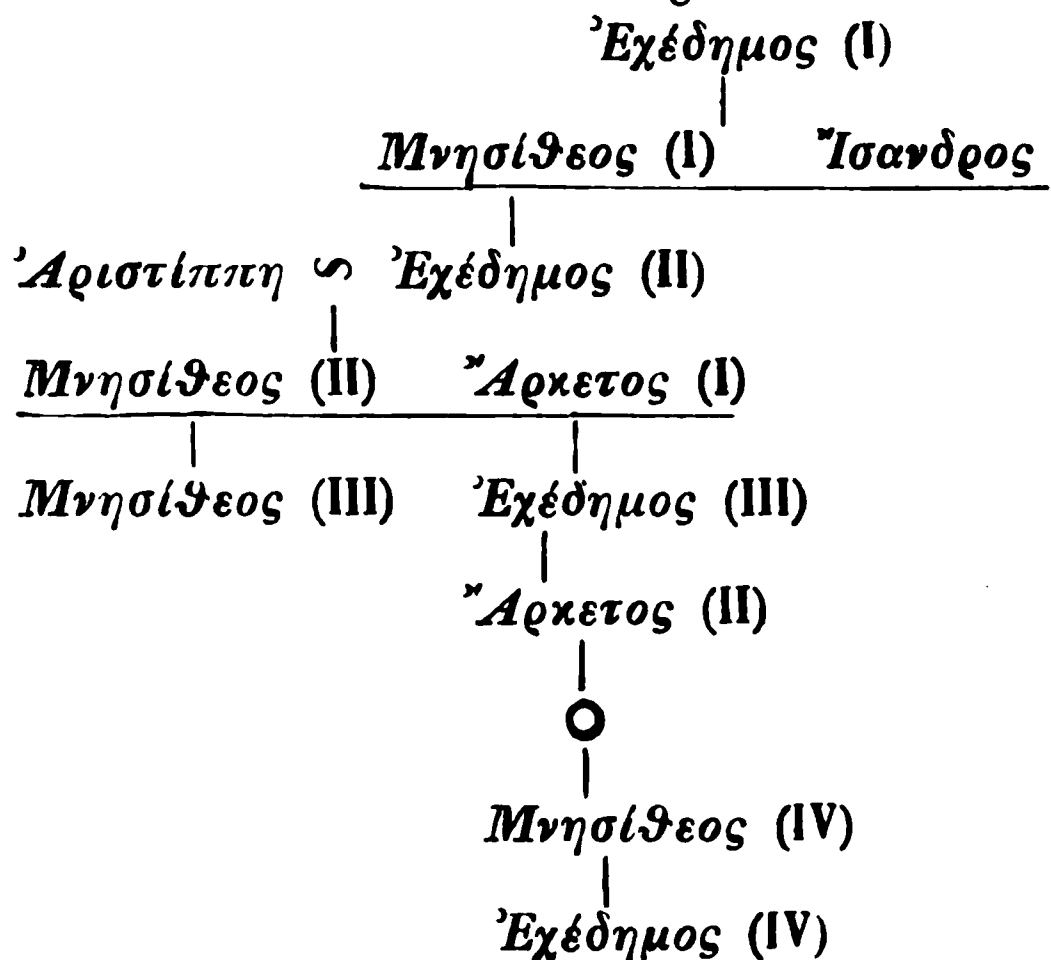 Ἐχέδημος (I)
Μνησίθεος (I) Ἴσανδρος
Ἀριστίππη ∽ Ἐχέδημος (II)
Μνησίθεος (II) Ἄρκετος (I)
Μνησίθεος (III) Ἐχέδημος (III)
Ἄρκετος (II)
Μνησίθεος (IV)
Ἐχέδημος (IV)